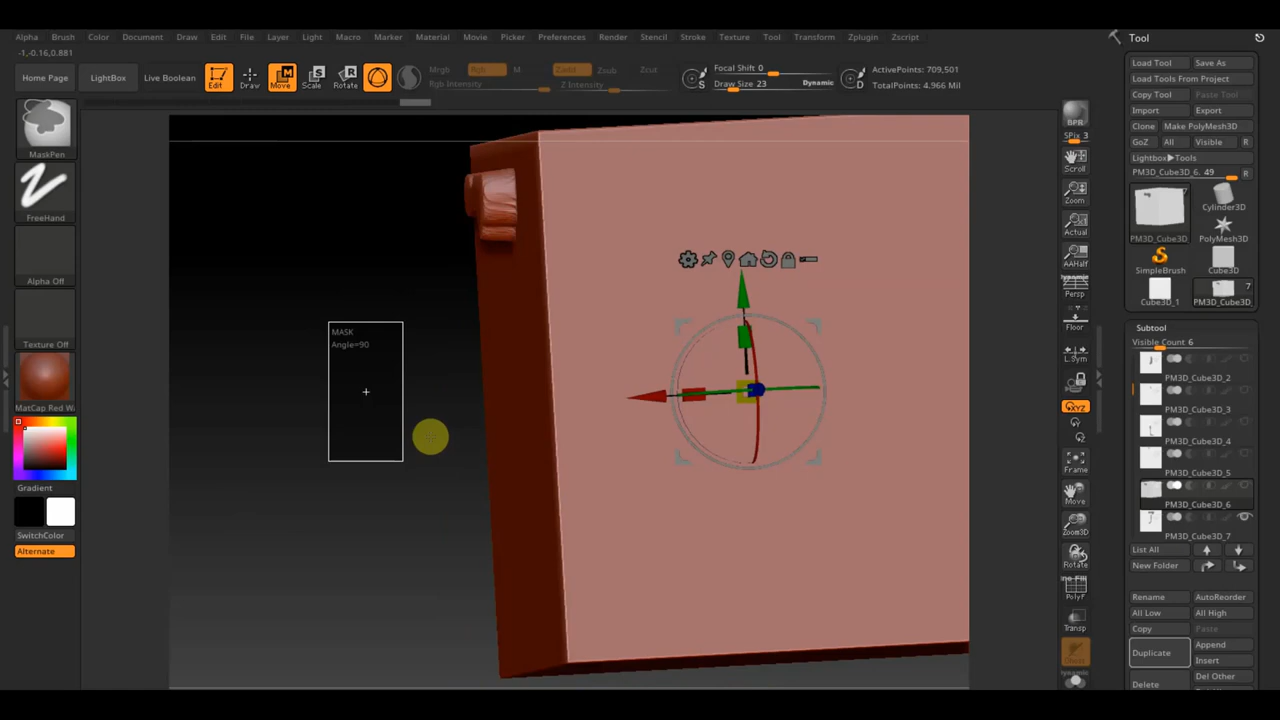 Alpha Brush Color Document Draw Edit File Layer Light Macro Marker Material Movie Picker Preferences Render Stencil Stroke Texture Tool Transform Zplugin Zscript
-1,-0.16,0.881
Home Page LightBox Live Boolean Edit Draw Move Scale Rotate
Mrgb Rgb M Zadd Zsub Zcut
Rgb Intensity Z Intensity
Focal Shift 0
Draw Size 23 Dynamic
ActivePoints: 709,501
TotalPoints: 4.966 Mil
MaskPen
FreeHand
Alpha Off
Texture Off
MatCap Red Wa
Gradient
SwitchColor
Alternate
MASK
Angle=90
BPR
SPix 3
Scroll
Zoom
Actual
AAHalf
Dynamic
Persp
Floor
L.Sym
XYZ
Frame
Move
Zoom3D
Rotate
Line Fill
PolyF
Transp
Dynamic
Tool
Load Tool Save As
Load Tools From Project
Copy Tool Paste Tool
Import Export
Clone Make PolyMesh3D
GoZ All Visible R
Lightbox▶Tools
PM3D_Cube3D_6. 49 R
PM3D_Cube3D Cylinder3D
PolyMesh3D
SimpleBrush Cube3D
Cube3D_1 7 PM3D_Cube3D
Subtool
Visible Count 6
PM3D_Cube3D_2
PM3D_Cube3D_3
PM3D_Cube3D_4
PM3D_Cube3D_5
PM3D_Cube3D_6
PM3D_Cube3D_7
List All
New Folder
Rename AutoReorder
All Low All High
Copy Paste
Duplicate Append
Insert
Delete Del Other